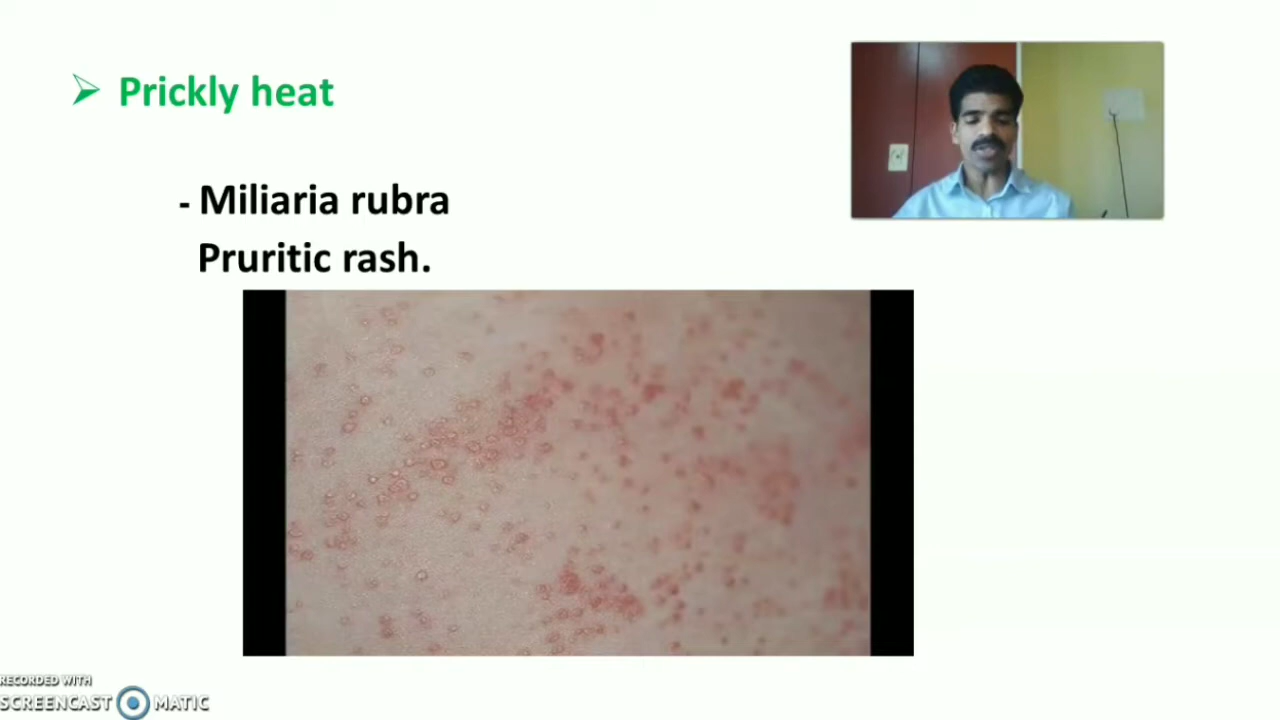 Prickly heat
- Miliaria rubra
Pruritic rash.
RECORDED WITH
SCREENCAST MATIC